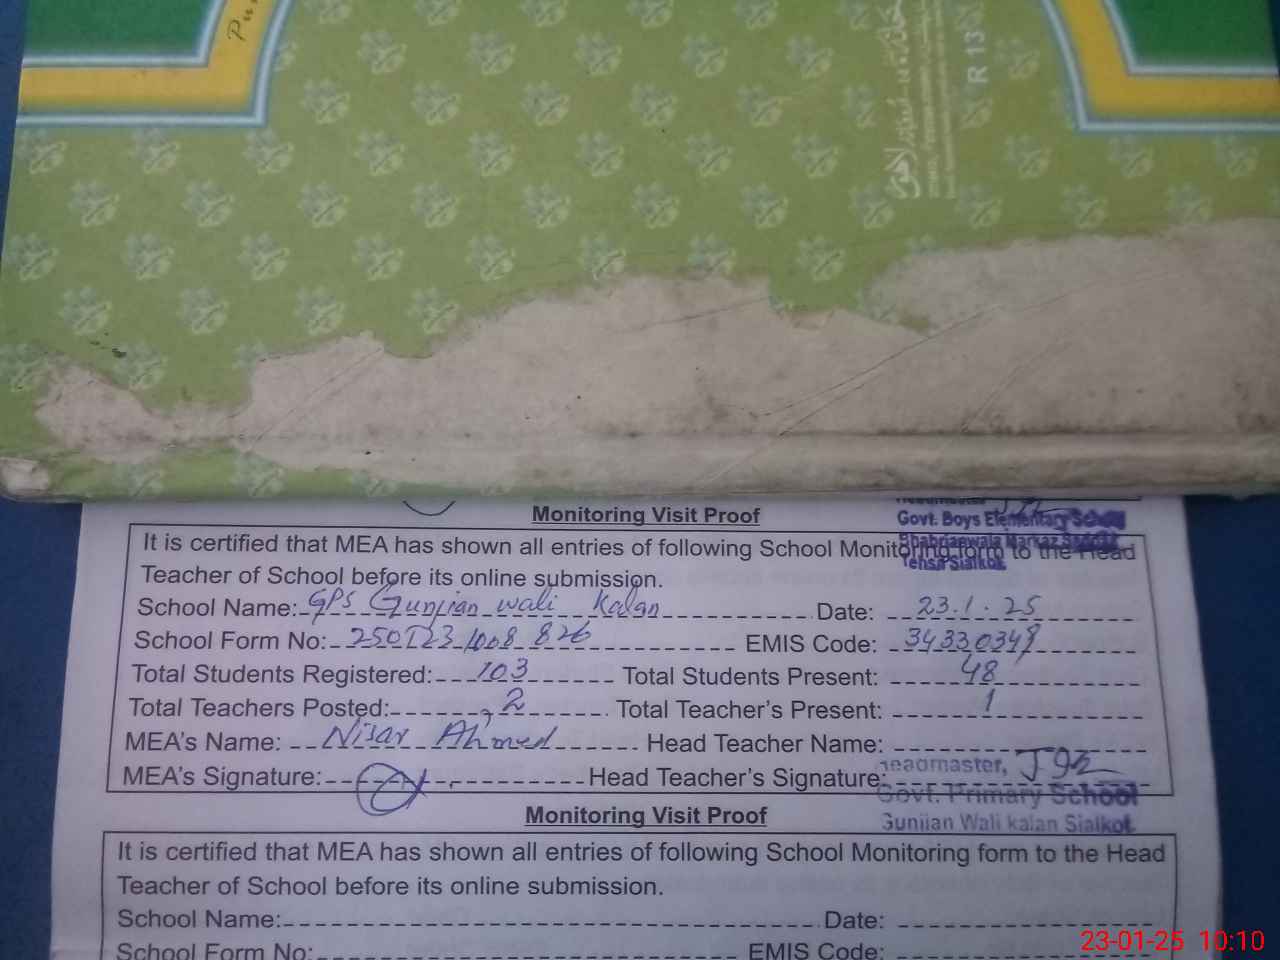 R 13
Monitoring Visit Proof
Govt. Boys Elementary School
It is certified that MEA has shown all entries of following School Monitoring form to the Head
Tehsil Sialkot
Teacher of School before its online submission.
School Name: GPS Gunjian wali Kalan Date: 23.1.25
School Form No: 250123 1008 826 EMIS Code: 34330349
Total Students Registered: 103 Total Students Present: 48
Total Teachers Posted: 2 Total Teacher's Present: 1
MEA's Name: Nisar Ahmed Head Teacher Name:
MEA's Signature: Head Teacher's Signature:
Headmaster,
Govt. Primary School
Gunjian Wali kalan Sialkot
Monitoring Visit Proof
It is certified that MEA has shown all entries of following School Monitoring form to the Head
Teacher of School before its online submission.
School Name: Date:
School Form No: EMIS Code:
23-01-25 10:10